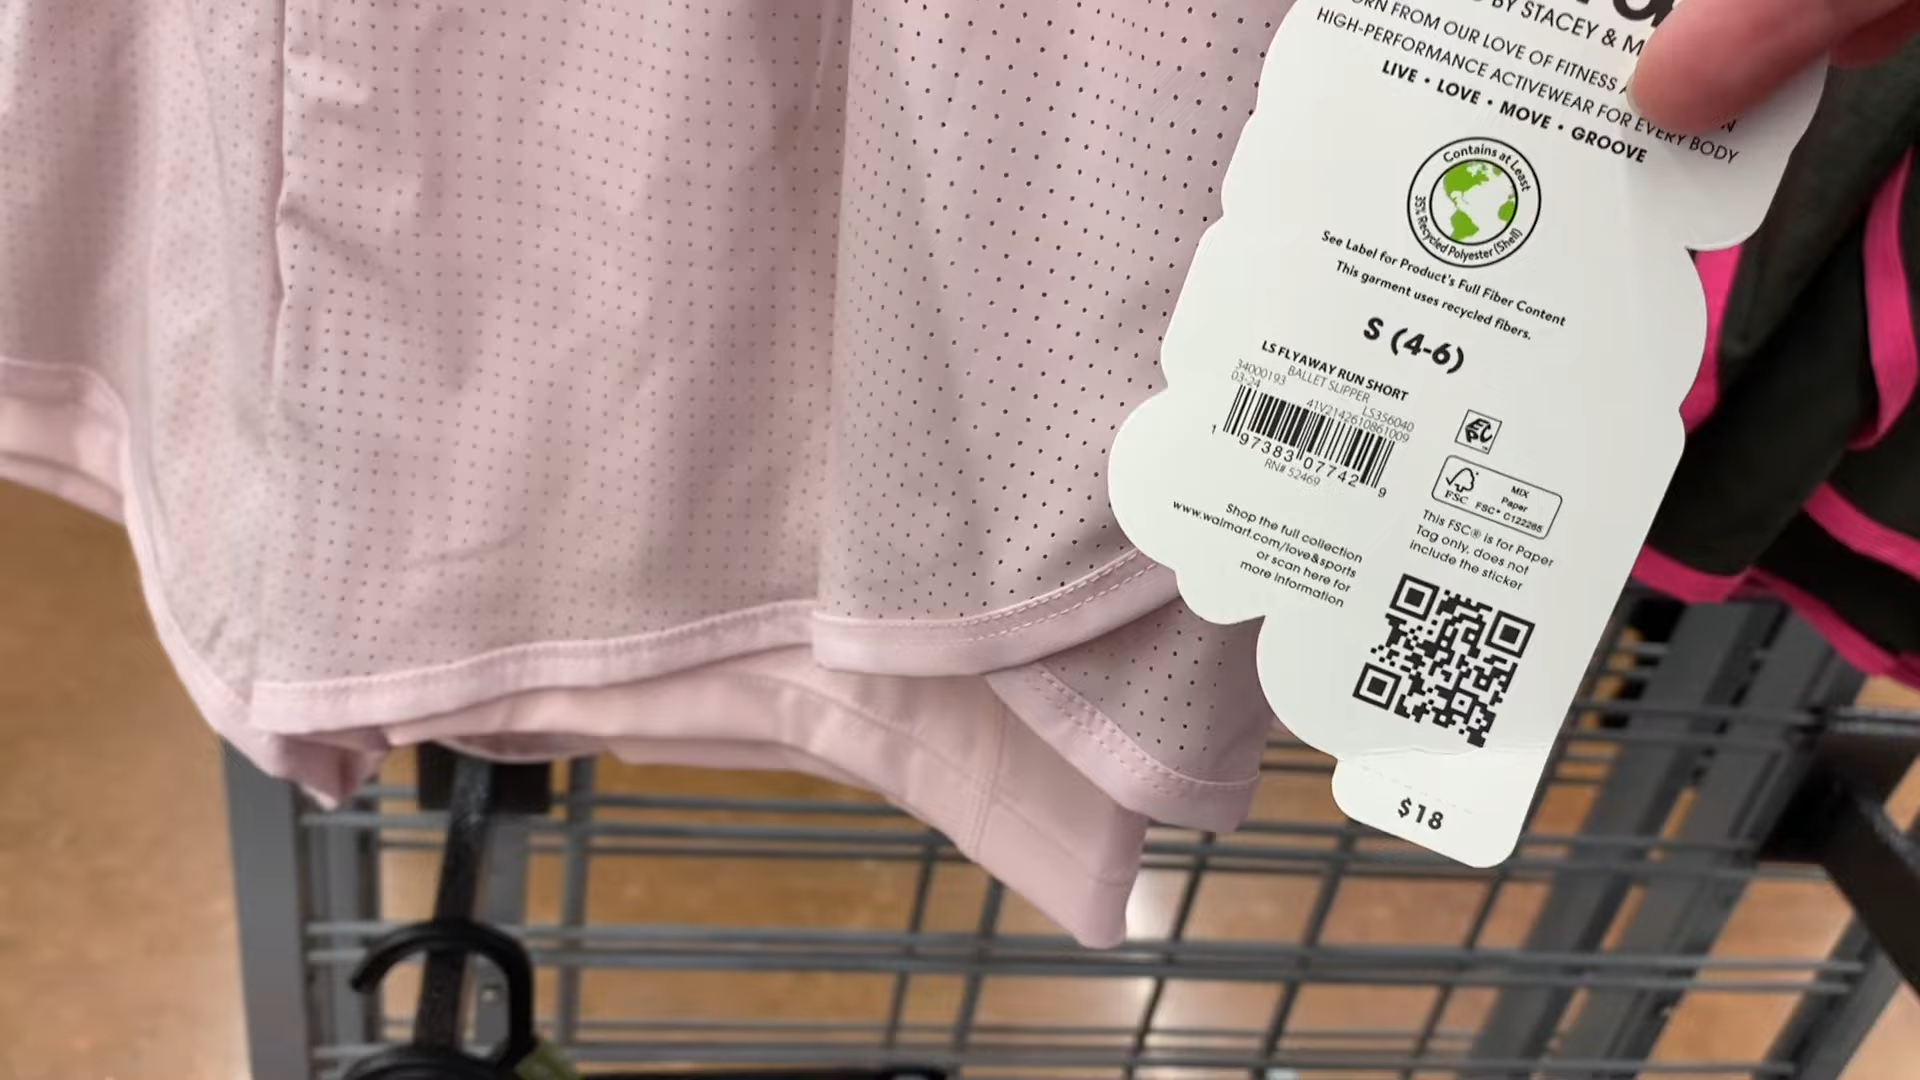 BY STACEY & M
ORN FROM OUR LOVE OF FITNESS
HIGH-PERFORMANCE ACTIVEWEAR FOR EVERY BODY
LIVE • LOVE • MOVE • GROOVE
Contains at Least
35% Recycled Polyester (Shell)
See Label for Product's Full Fiber Content
This garment uses recycled fibers.
S (4-6)
LS FLYAWAY RUN SHORT
34000193 BALLET SLIPPER
03-24 LS3S6040
41V2142610861009
1 97383 07742 9
RN# 52469
FSC
MIX
Paper
FSC® C122265
This FSC® is for Paper
Tag only, does not
include the sticker
Shop the full collection
www.walmart.com/love&sports
or scan here for
more information
$18